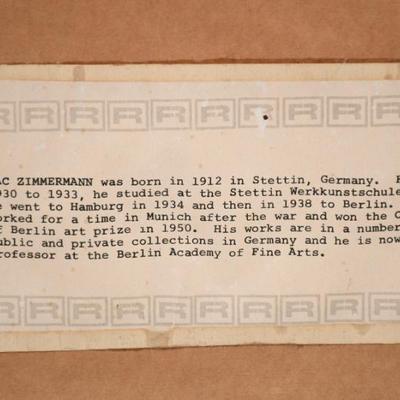 R R R R R R R R
AC ZIMMERMANN was born in 1912 in Stettin, Germany. F
930 to 1933, he studied at the Stettin Werkkunstschule
e went to Hamburg in 1934 and then in 1938 to Berlin.
orked for a time in Munich after the war and won the C
f Berlin art prize in 1950. His works are in a number
ublic and private collections in Germany and he is now
rofessor at the Berlin Academy of Fine Arts.
R R R R R R R R